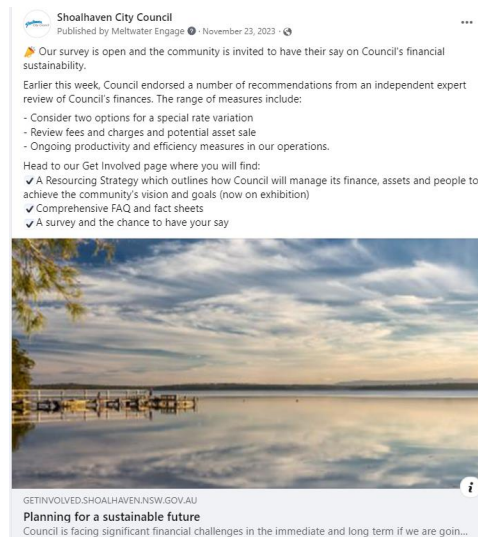 Shoalhaven City Council
Published by Meltwater Engage · November 23, 2023 ·
🎉 Our survey is open and the community is invited to have their say on Council's financial
sustainability.
Earlier this week, Council endorsed a number of recommendations from an independent expert
review of Council's finances. The range of measures include:
- Consider two options for a special rate variation
- Review fees and charges and potential asset sale
- Ongoing productivity and efficiency measures in our operations.
Head to our Get Involved page where you will find:
✔ A Resourcing Strategy which outlines how Council will manage its finance, assets and people to
achieve the community's vision and goals (now on exhibition)
✔ Comprehensive FAQ and fact sheets
✔ A survey and the chance to have your say
GETINVOLVED.SHOALHAVEN.NSW.GOV.AU
Planning for a sustainable future
Council is facing significant financial challenges in the immediate and long term if we are goin...